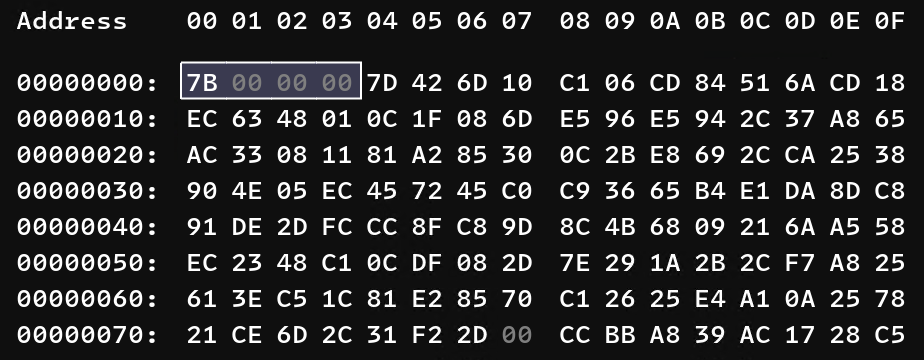 Address 00 01 02 03 04 05 06 07 08 09 0A 0B 0C 0D 0E 0F
00000000: 7B 00 00 00 7D 42 6D 10 C1 06 CD 84 51 6A CD 18
00000010: EC 63 48 01 0C 1F 08 6D E5 96 E5 94 2C 37 A8 65
00000020: AC 33 08 11 81 A2 85 30 0C 2B E8 69 2C CA 25 38
00000030: 90 4E 05 EC 45 72 45 C0 C9 36 65 B4 E1 DA 8D C8
00000040: 91 DE 2D FC CC 8F C8 9D 8C 4B 68 09 21 6A A5 58
00000050: EC 23 48 C1 0C DF 08 2D 7E 29 1A 2B 2C F7 A8 25
00000060: 61 3E C5 1C 81 E2 85 70 C1 26 25 E4 A1 0A 25 78
00000070: 21 CE 6D 2C 31 F2 2D 00 CC BB A8 39 AC 17 28 C5